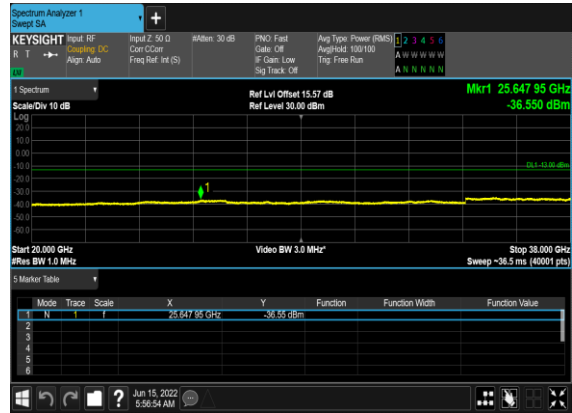 Spectrum Analyzer 1
Swept SA
KEYSIGHT Input: RF Input Z: 50 Ω #Atten: 30 dB PNO: Fast Avg Type: Power (RMS) 1 2 3 4 5 6
R T Coupling: DC Corr CCorr Gate: Off Avg|Hold: 100/100 A W W W W W
Align: Auto Freq Ref: Int (S) IF Gain: Low Trig: Free Run
Sig Track: Off A N N N N N
1 Spectrum Ref Lvl Offset 15.57 dB Mkr1 25.647 95 GHz
Scale/Div 10 dB Ref Level 30.00 dBm -36.550 dBm
Log
20.0
10.0
0.00
-10.0 DL1 -13.00 dBm
-20.0
-30.0 1
-40.0
-50.0
-60.0
Start 20.000 GHz Video BW 3.0 MHz* Stop 38.000 GHz
#Res BW 1.0 MHz Sweep ~36.5 ms (40001 pts)
5 Marker Table
Mode Trace Scale X Y Function Function Width Function Value
1 N 1 f 25.647 95 GHz -36.55 dBm
2
3
4
5
6
? Jun 15, 2022
5:56:54 AM